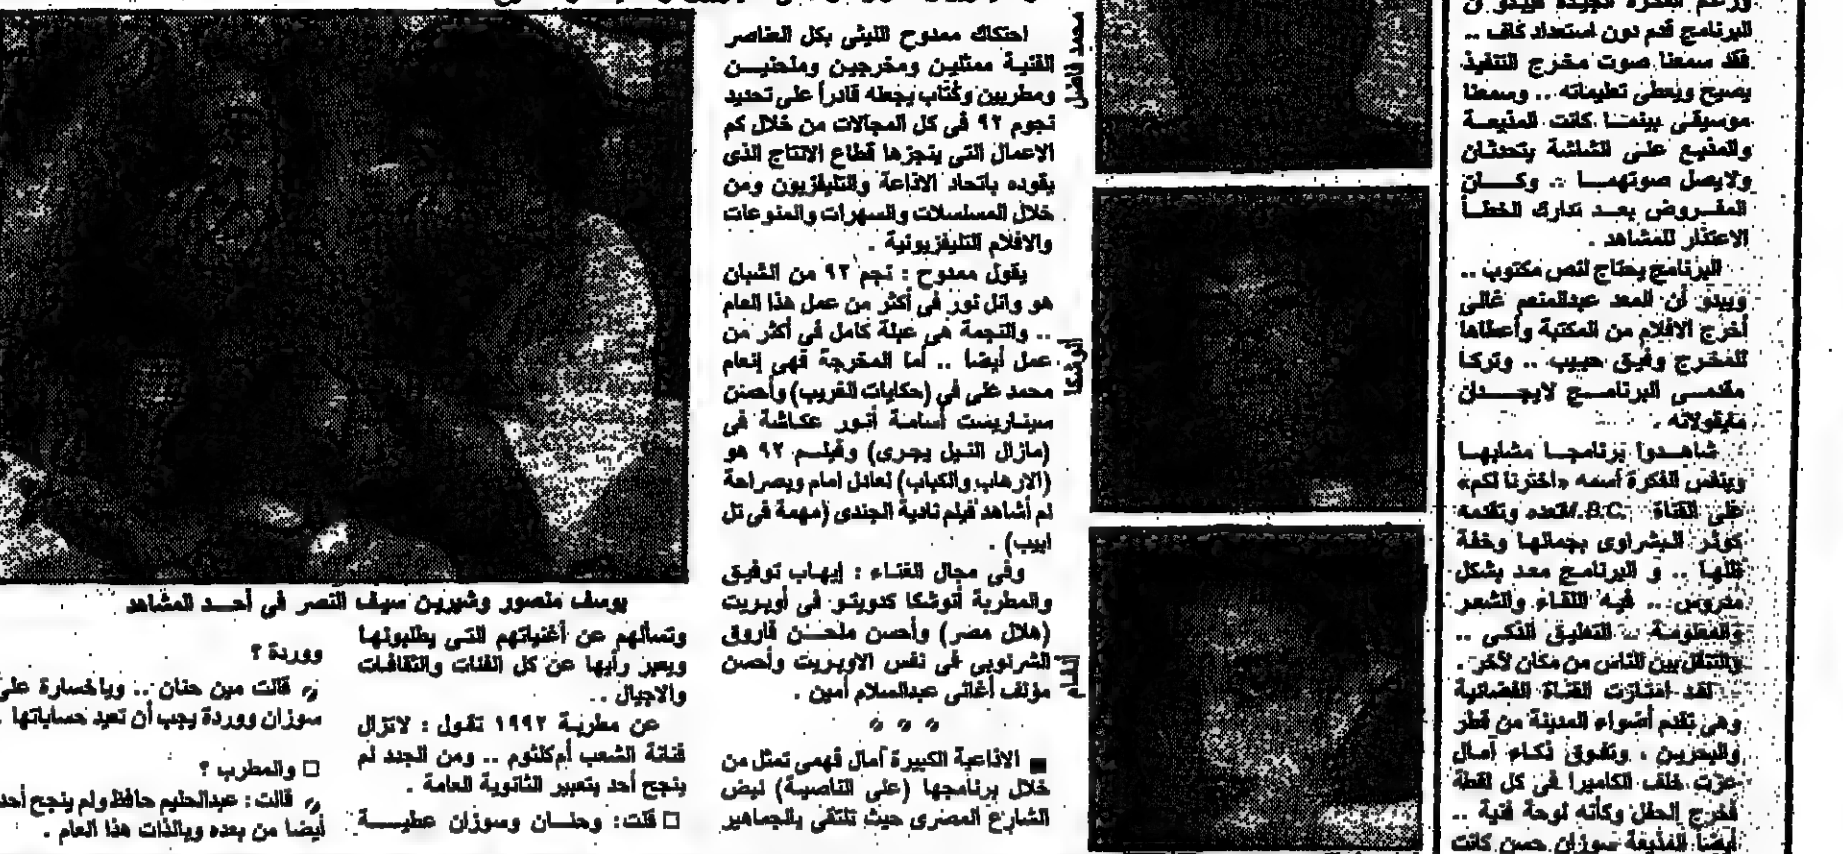 ورغم الفكرة الجيدة فيبدو أن
البرنامج قدم دون استعداد كاف ..
فقد سمعنا صوت مخرج التنفيذ
يصيح ويعطى تعليماته .. وسمعنا
موسيقى بينما كانت المذيعة
والمذيع على الشاشة يتحدثان
ولايصل صوتهما .. وكان
المفروض بعد تدارك الخطأ
الاعتذار للمشاهد .
البرنامج يحتاج لنص مكتوب ..
ويبدو أن المعد عبدالمنعم غالى
أخرج الافلام من المكتبة وأعطاها
للمخرج وفيق حبيب .. وتركا
مقدمى البرنامج لايجدان
مايقولانه .
شاهدوا برنامجا مشابها
وبنفس الفكرة أسمه «اخترنا لكم»
على القناة M.B.C. تعده وتقدمه
كوثر البشراوى بجمالها وخفة
ظلها .. و البرنامج معد بشكل
مدروس .. فيه اللقاء والشعر
والمعلومة .. التعليق الذكى ..
والتنقل بين الناس من مكان لآخر .
لقد امتازت القناة الفضائية
وهى تقدم أضواء المدينة من قطر
والبحرين . وتفوق ذكاء آمال
عزت خلف الكاميرا فى كل لقطة
فخرج الحفل وكأنه لوحة فنية ..
أيضا المذيعة سوزان حسن كانت
محمد فاضل
أنوشكا
أنغام
احتكاك ممدوح الليثى بكل العناصر
الفنية ممثلين ومخرجين وملحنين
ومطربين وكُتاب يجعله قادرا على تحديد
نجوم ٩٢ فى كل المجالات من خلال كم
الاعمال التى ينجزها قطاع الانتاج الذى
يقوده باتحاد الاذاعة والتليفزيون ومن
خلال المسلسلات والسهرات والمنوعات
والافلام التليفزيونية .
يقول ممدوح : نجم ٩٢ من الشبان
هو وائل نور فى أكثر من عمل هذا العام
.. والنجمة هى عبلة كامل فى أكثر من
عمل أيضا .. أما المخرجة فهى إنعام
محمد على فى (حكايات الغريب) وأحسن
سيناريست أسامة أنور عكاشة فى
(مازال النيل يجرى) وفيلم ٩٢ هو
(الارهاب والكباب) لعادل امام وبصراحة
لم أشاهد فيلم نادية الجندى (مهمة فى تل
ابيب) .
وفى مجال الغناء : إيهاب توفيق
والمطربة أنوشكا كدويتو فى أوبريت
(هلال مصر) وأحسن ملحن فاروق
الشرنوبى فى نفس الاوبريت وأحسن
مؤلف أغانى عبدالسلام أمين .
■ الاذاعية الكبيرة آمال فهمى تمثل من
خلال برنامجها (على الناصية) نبض
الشارع المصرى حيث تلتقى بالجماهير
يوسف منصور وشيرين سيف النصر فى أحد المشاهد
وتسألهم عن أغنياتهم التى يطلبونها
ويعبر رأيها عن كل الفئات والثقافات
والاجيال ..
عن مطربة ١٩٩٢ تقول : لاتزال
فنانة الشعب أم كلثوم .. ومن الجدد لم
ينجح أحد بتعبير الثانوية العامة .
□ قلت : وحنان وسوزان عطية
ووردة ؟
قالت مين حنان .. وياخسارة على
سوزان ووردة يجب أن تعيد حساباتها .
□ والمطرب ؟
قالت : عبدالحليم حافظ ولم ينجح أحد
أيضا من بعده وبالذات هذا العام .